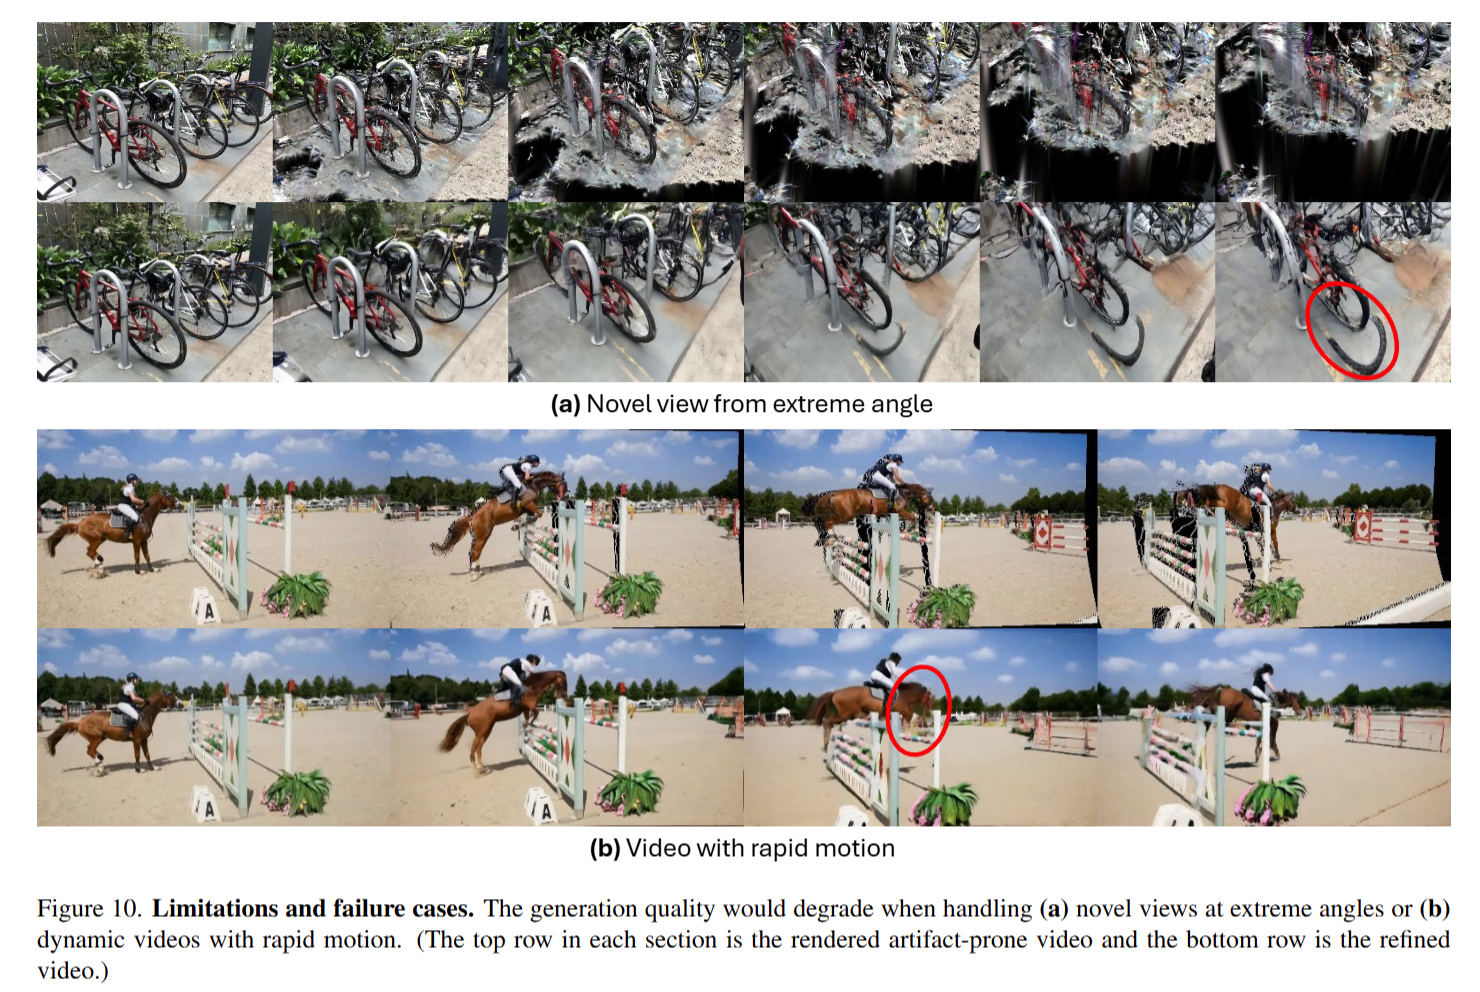 (a) Novel view from extreme angle
A
A
A
A
(b) Video with rapid motion
Figure 10. Limitations and failure cases. The generation quality would degrade when handling (a) novel views at extreme angles or (b)
dynamic videos with rapid motion. (The top row in each section is the rendered artifact-prone video and the bottom row is the refined
video.)